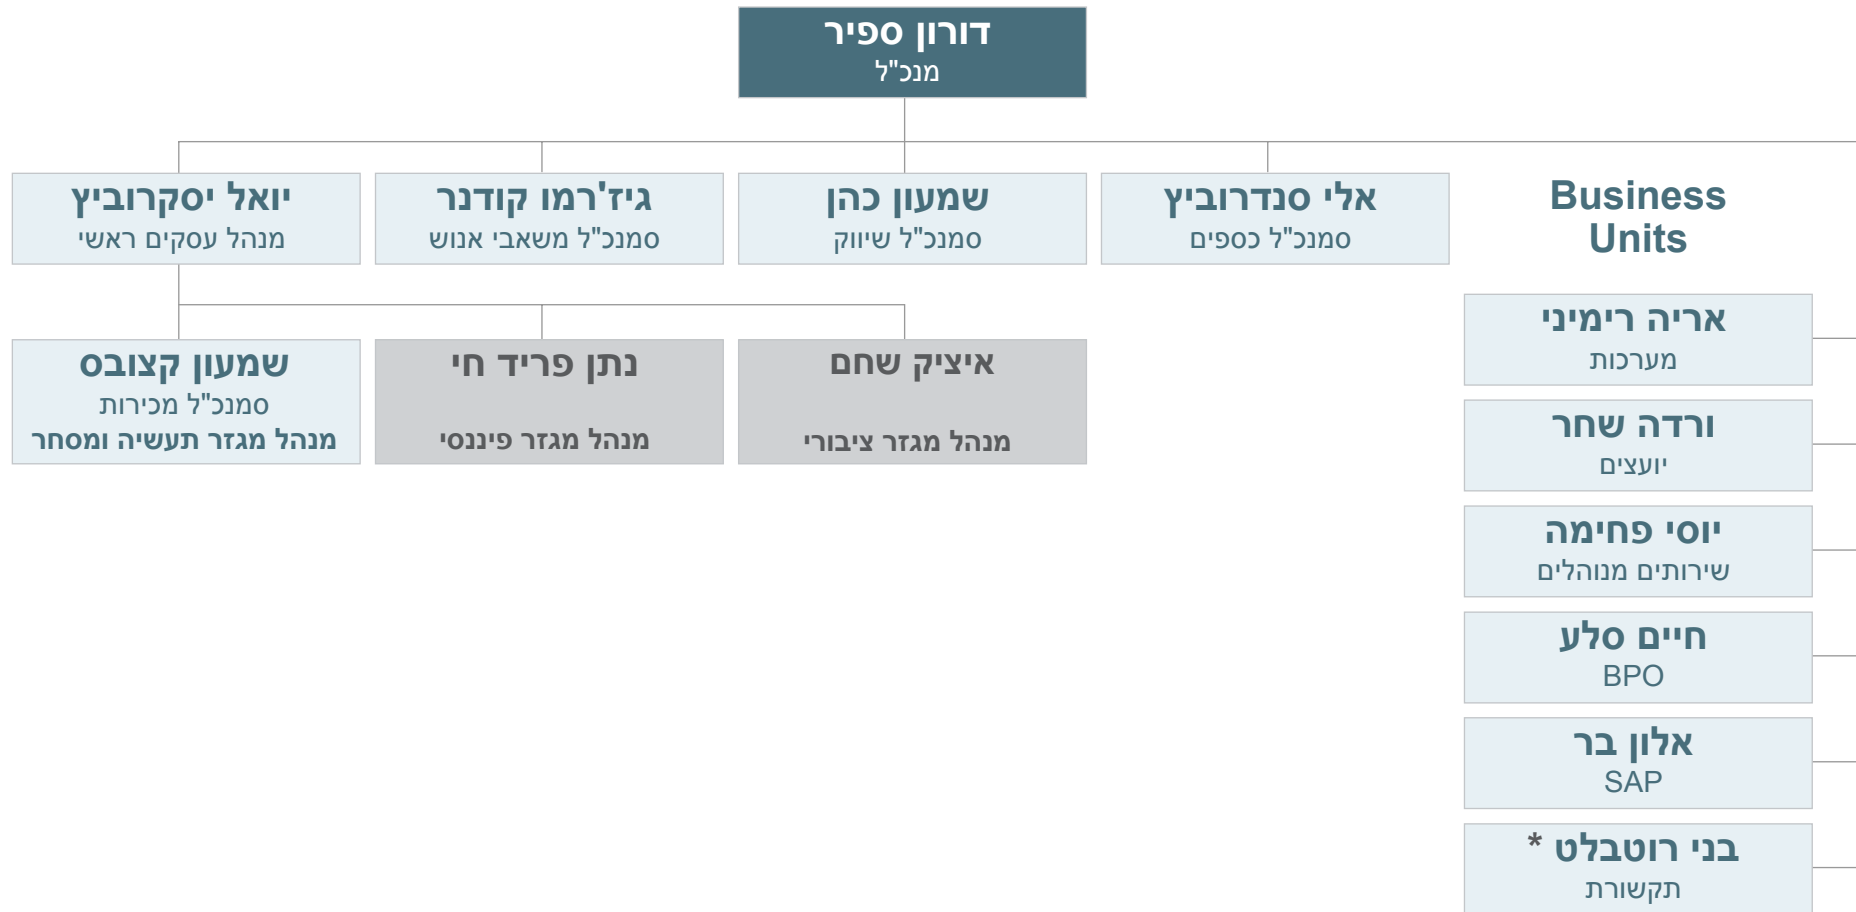 דורון ספיר
מנכ"ל
יואל יסקרוביץ
מנהל עסקים ראשי
גיז'רמו קודנר
סמנכ"ל משאבי אנוש
שמעון כהן
סמנכ"ל שיווק
אלי סנדרוביץ
סמנכ"ל כספים
Business
Units
שמעון קצובס
סמנכ"ל מכירות
מנהל מגזר תעשיה ומסחר
נתן פריד חי
מנהל מגזר פיננסי
איציק שחם
מנהל מגזר ציבורי
אריה רימיני
מערכות
ורדה שחר
יועצים
יוסי פחימה
שירותים מנוהלים
חיים סלע
BPO
אלון בר
SAP
בני רוטבלט *
תקשורת